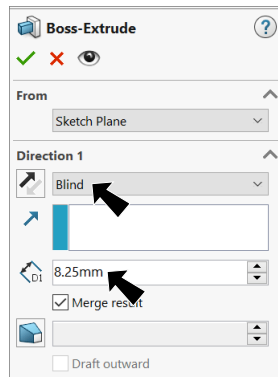 Boss-Extrude
?
From
Sketch Plane
Direction 1
Blind
D1
8.25mm
Merge result
Draft outward